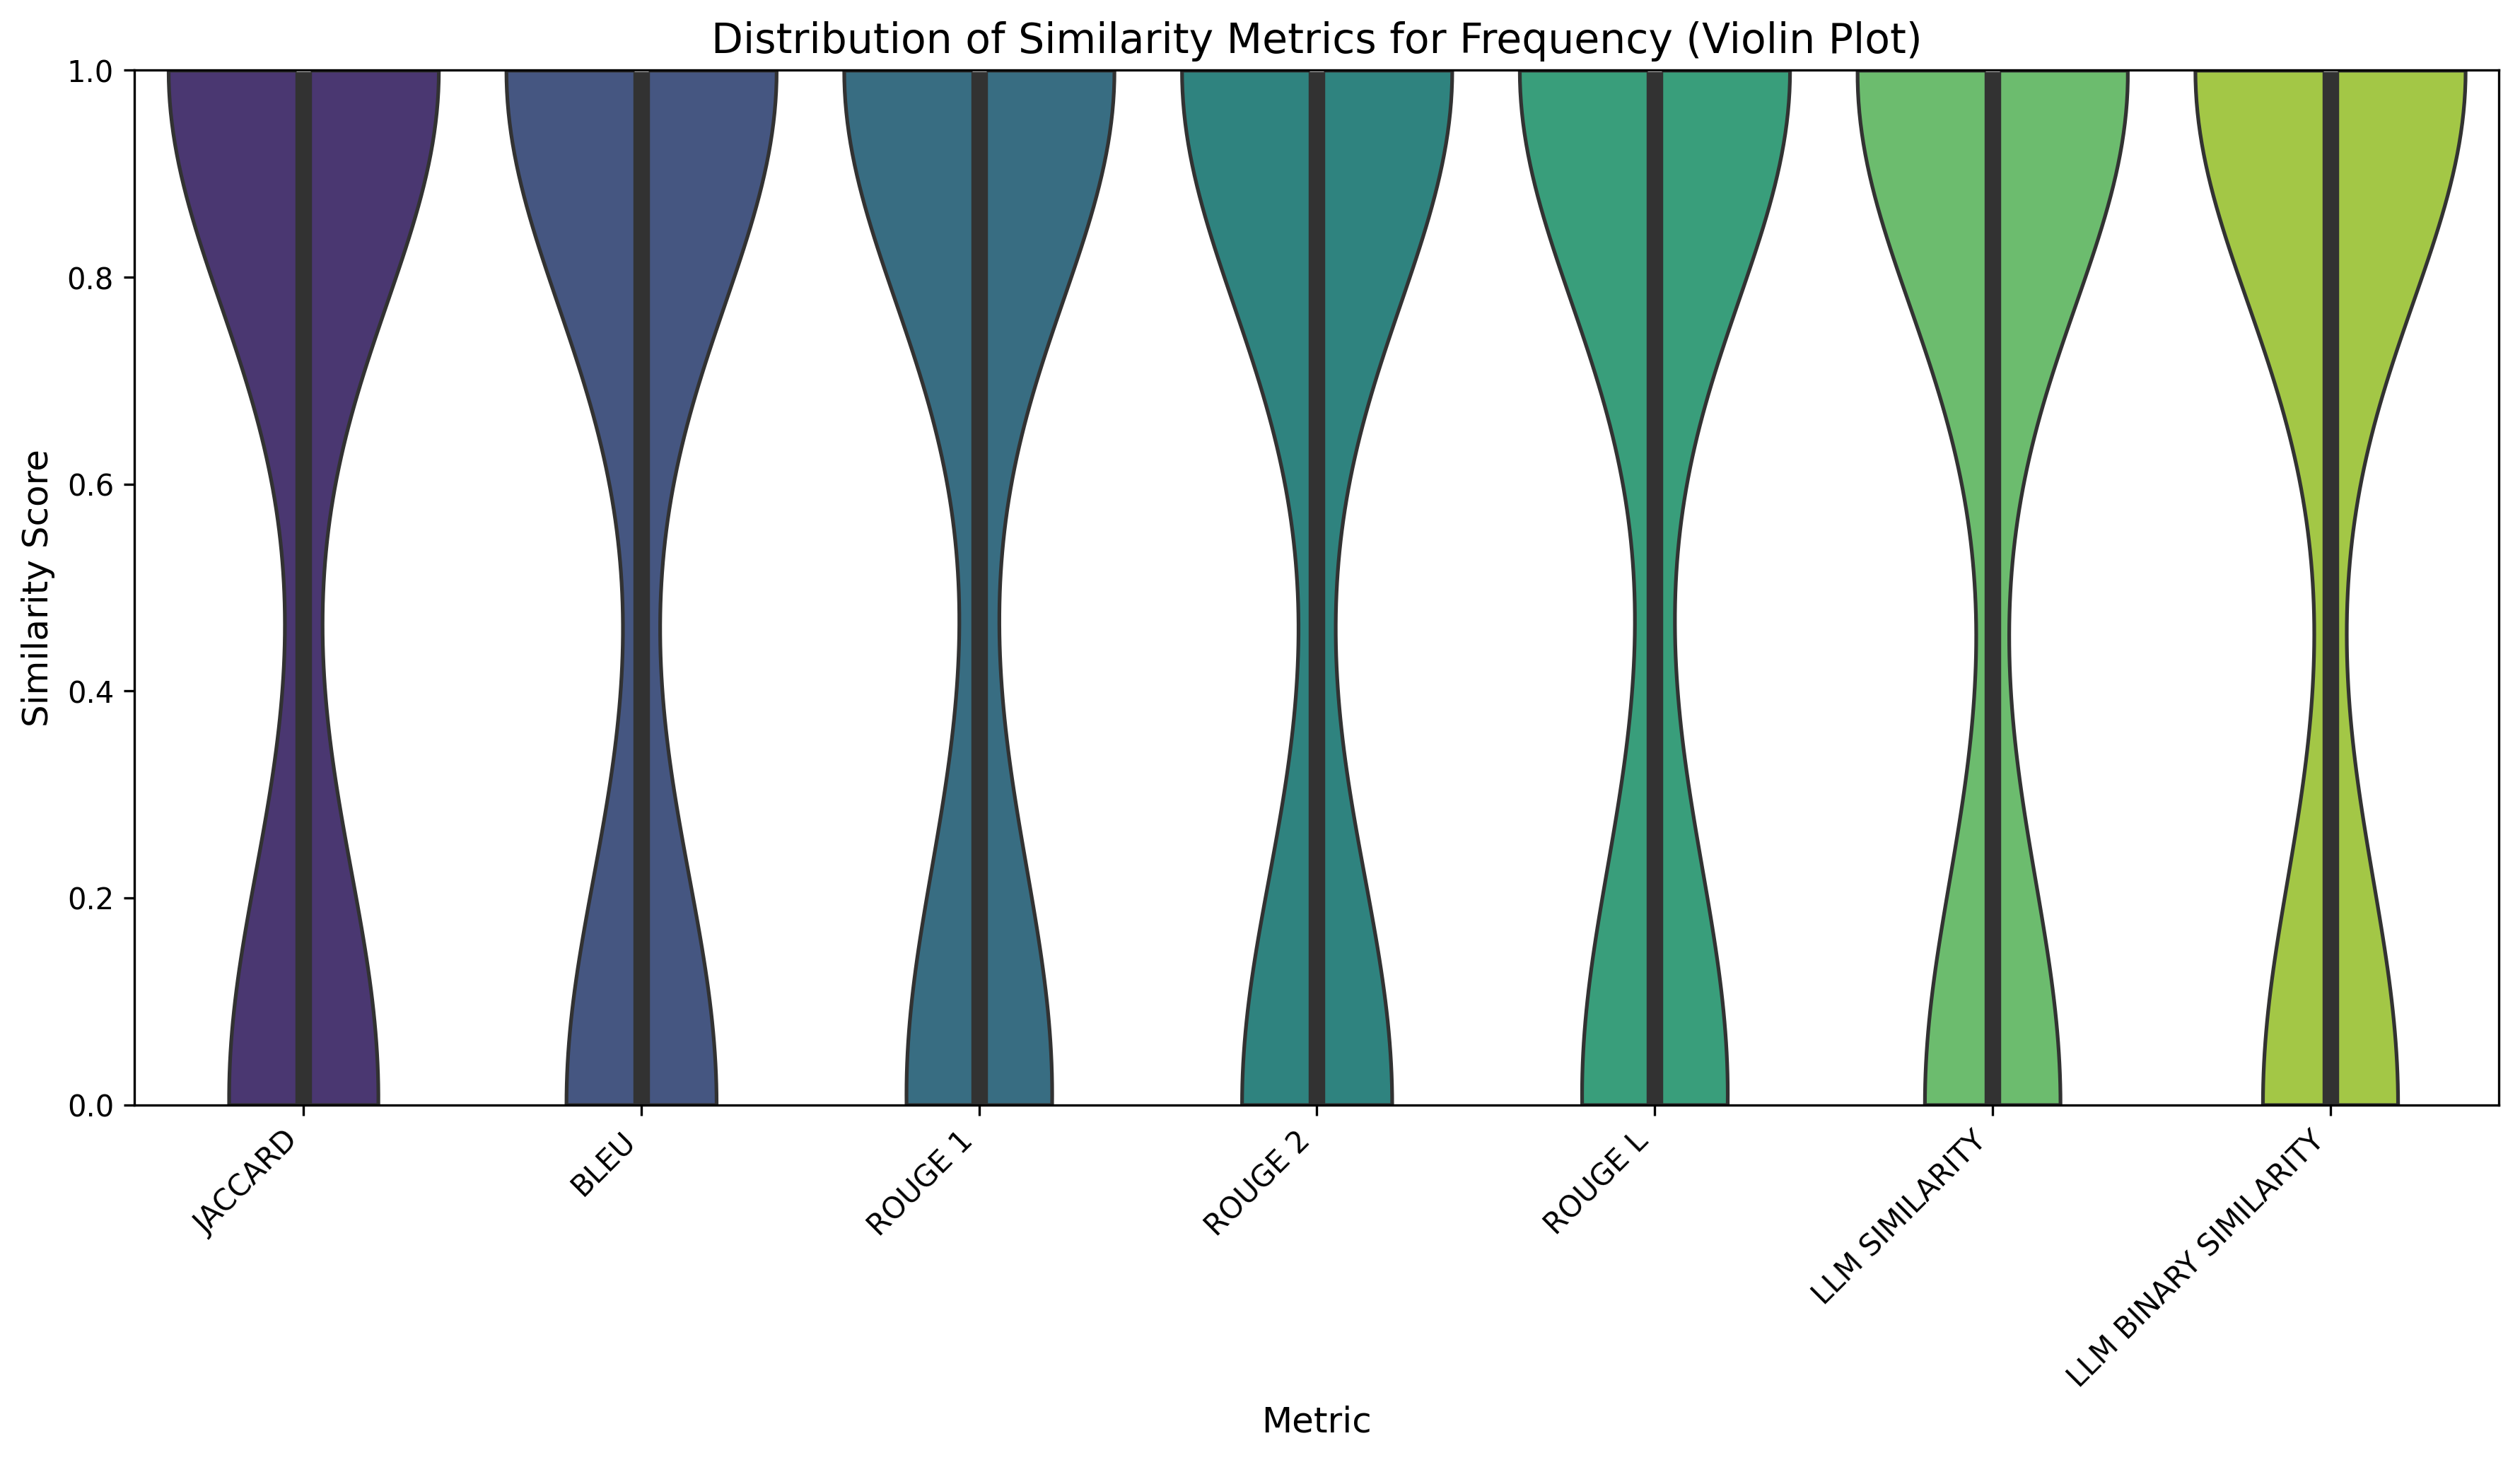 Distribution of Similarity Metrics for Frequency (Violin Plot)
1.0
0.8
0.6
0.4
0.2
0.0
Similarity Score
JACCARD
BLEU
ROUGE 1
ROUGE 2
ROUGE L
LLM SIMILARITY
LLM BINARY SIMILARITY
Metric